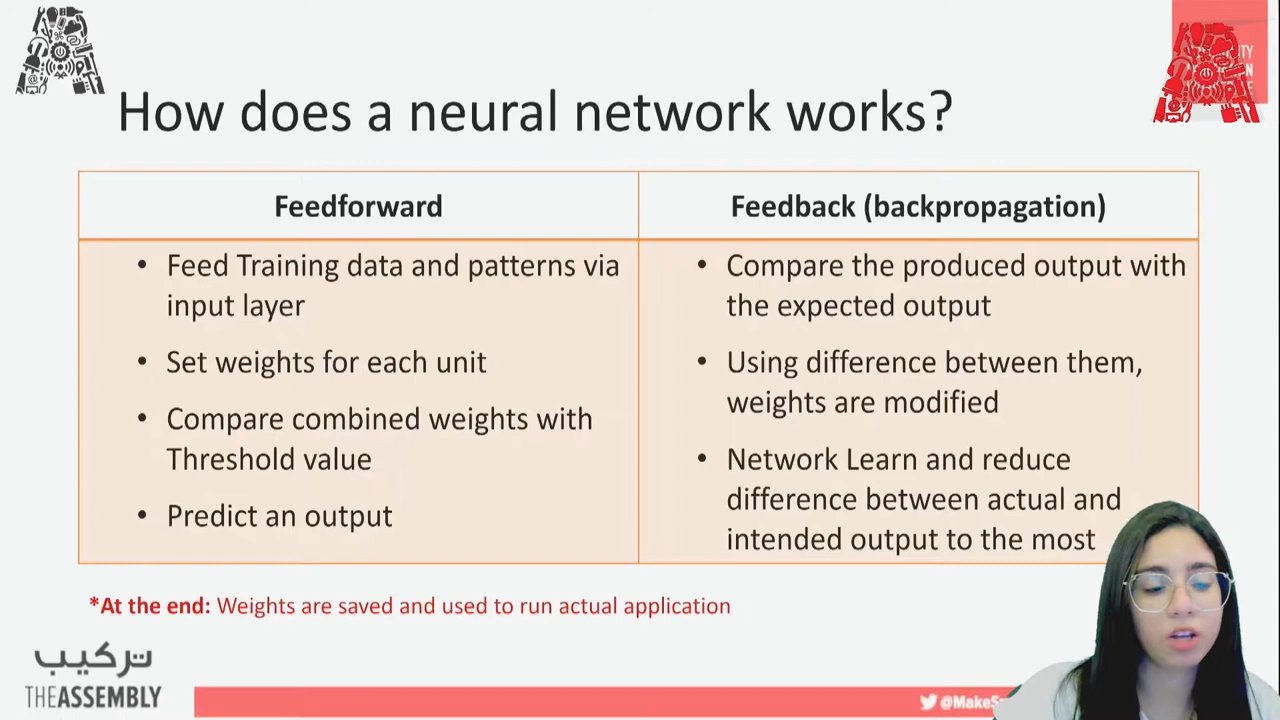 How does a neural network works?
Feedforward
Feedback (backpropagation)
• Feed Training data and patterns via
input layer
• Set weights for each unit
• Compare combined weights with
Threshold value
• Predict an output
• Compare the produced output with
the expected output
• Using difference between them,
weights are modified
• Network Learn and reduce
difference between actual and
intended output to the most
*At the end: Weights are saved and used to run actual application
تركيب
THEASSEMBLY